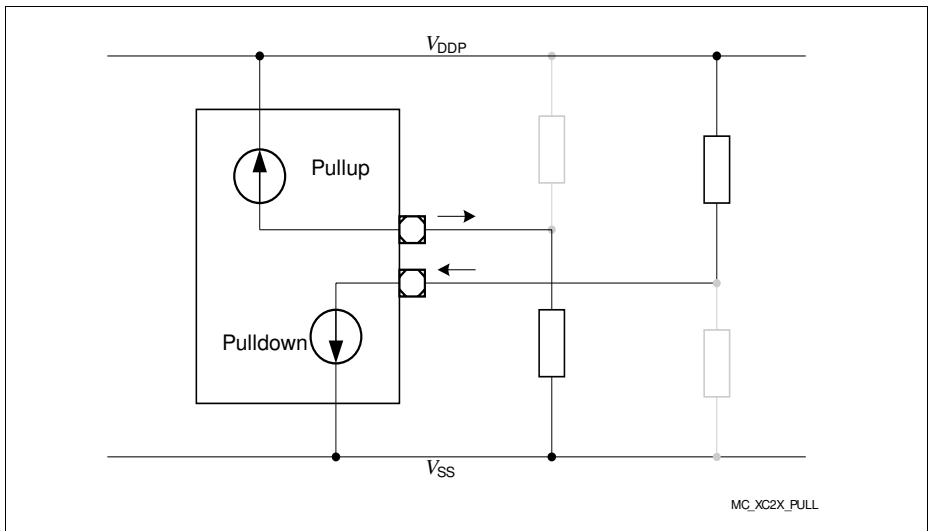 VDDP
Pullup
Pulldown
VSS
MC_XC2X_PULL